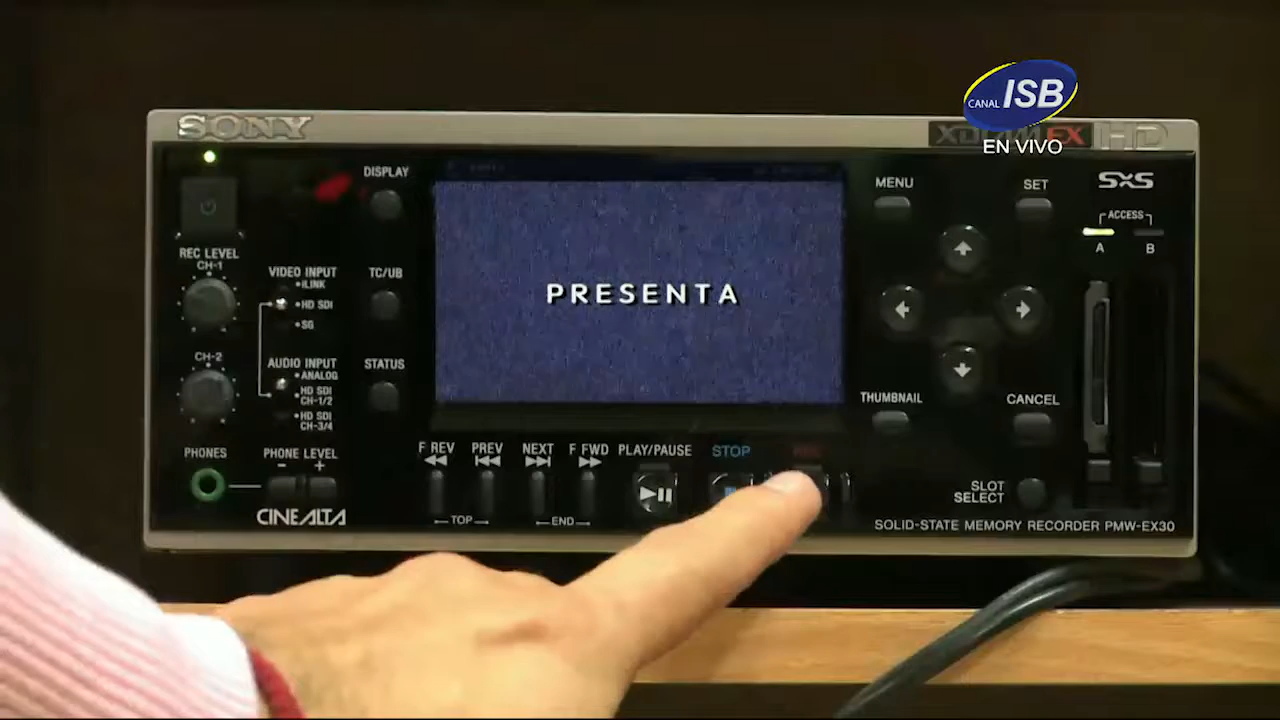 CANAL ISB
EN VIVO
SONY
XDCAM EX HD
DISPLAY
MENU
SET
SXS
ACCESS
A
B
REC LEVEL
CH-1
VIDEO INPUT
iLINK
HD SDI
SG
TC/UB
PRESENTA
CH-2
AUDIO INPUT
ANALOG
HD SDI
CH-1/2
HD SDI
CH-3/4
STATUS
THUMBNAIL
CANCEL
PHONES
PHONE LEVEL
- +
F REV
PREV
NEXT
F FWD
PLAY/PAUSE
STOP
REC
TOP
END
SLOT
SELECT
CINEALTA
SOLID-STATE MEMORY RECORDER PMW-EX30